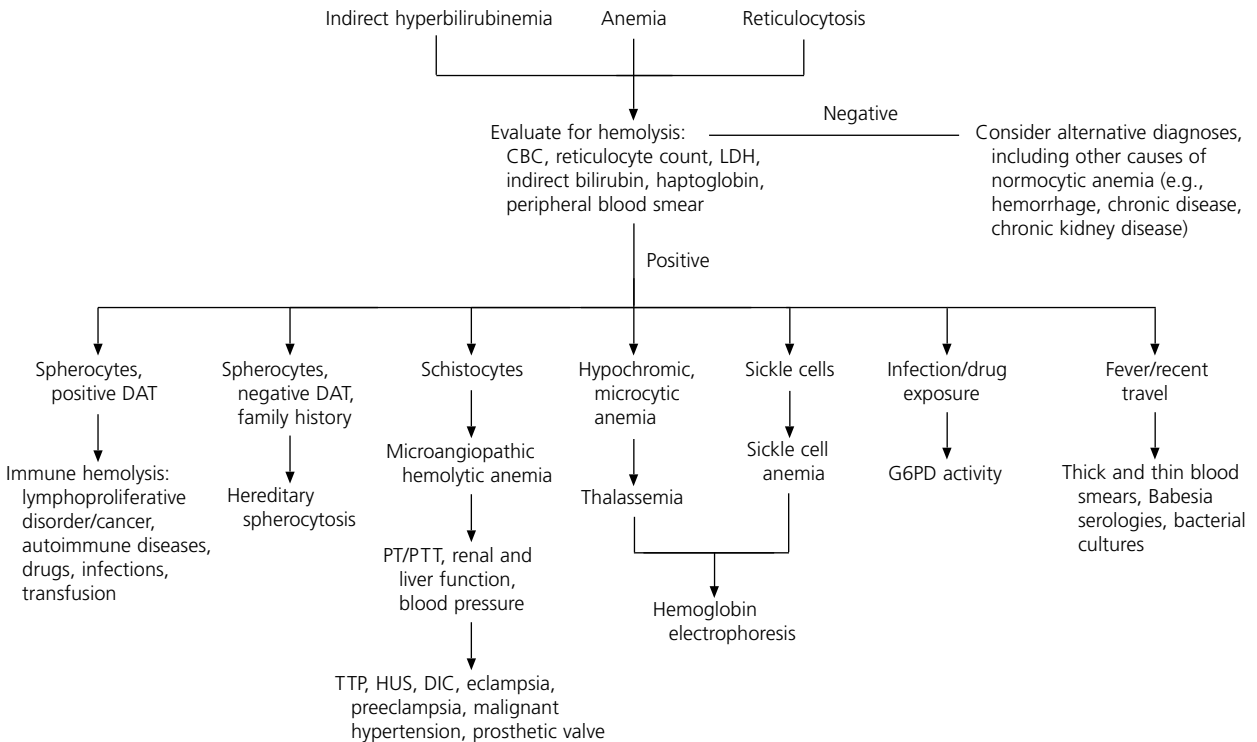 Indirect hyperbilirubinemia
Anemia
Reticulocytosis
Negative
Evaluate for hemolysis:
CBC, reticulocyte count, LDH,
indirect bilirubin, haptoglobin,
peripheral blood smear
Consider alternative diagnoses,
including other causes of
normocytic anemia (e.g.,
hemorrhage, chronic disease,
chronic kidney disease)
Positive
Spherocytes,
positive DAT
Immune hemolysis:
lymphoproliferative
disorder/cancer,
autoimmune diseases,
drugs, infections,
transfusion
Spherocytes,
negative DAT,
family history
Hereditary
spherocytosis
Schistocytes
Microangiopathic
hemolytic anemia
PT/PTT, renal and
liver function,
blood pressure
TTP, HUS, DIC, eclampsia,
preeclampsia, malignant
hypertension, prosthetic valve
Hypochromic,
microcytic
anemia
Thalassemia
Sickle cells
Sickle cell
anemia
Hemoglobin
electrophoresis
Infection/drug
exposure
G6PD activity
Fever/recent
travel
Thick and thin blood
smears, Babesia
serologies, bacterial
cultures